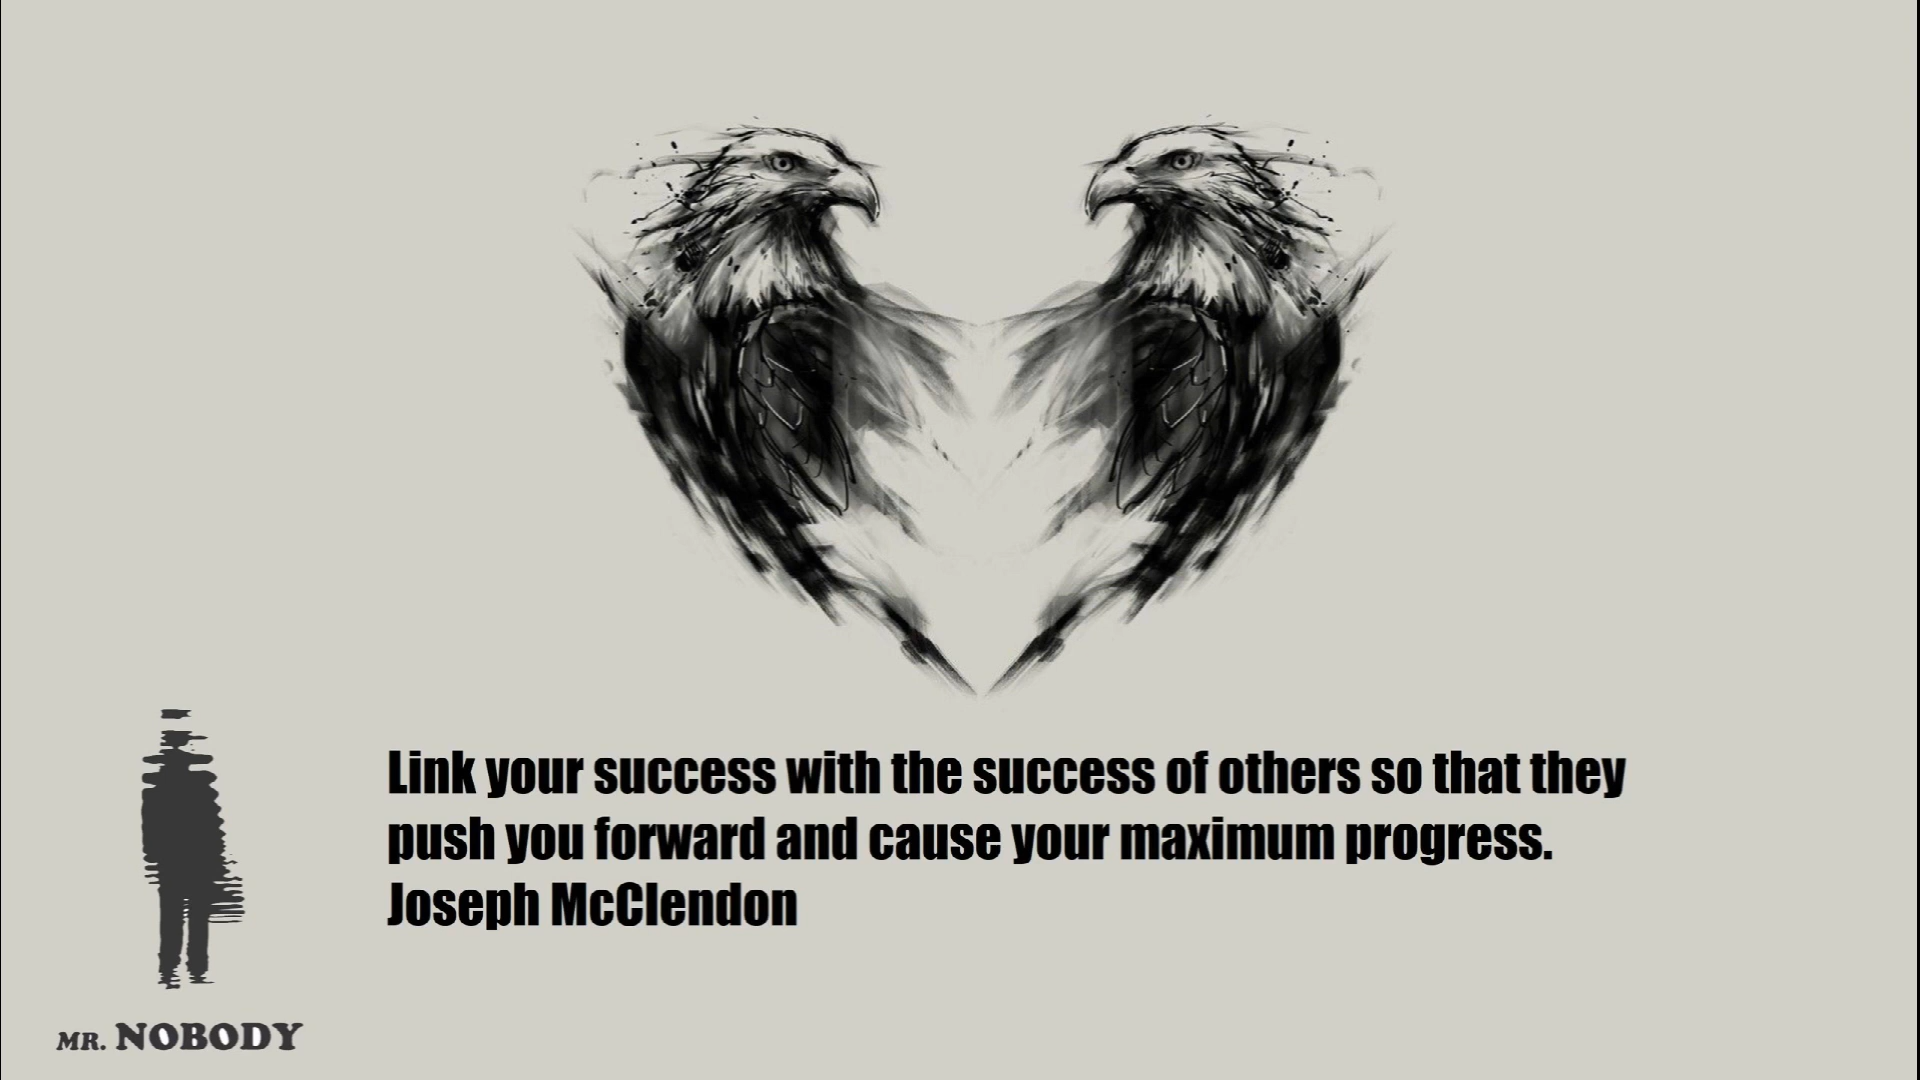 Link your success with the success of others so that they
push you forward and cause your maximum progress.
Joseph McClendon
MR. NOBODY